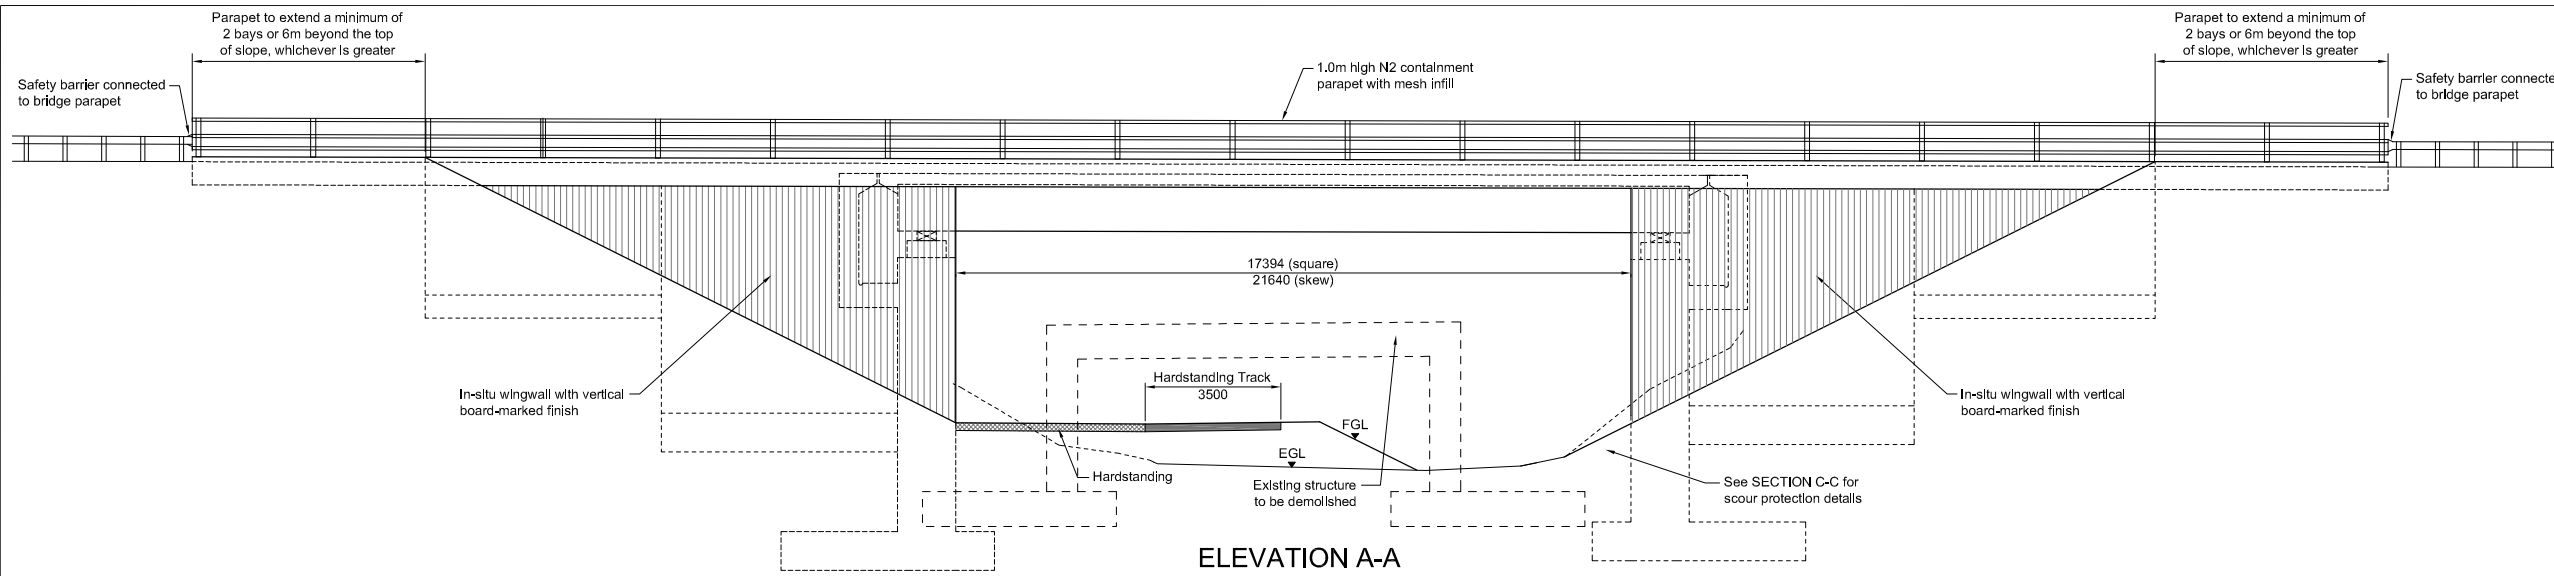 Parapet to extend a minimum of
2 bays or 6m beyond the top
of slope, whichever is greater
Parapet to extend a minimum of
2 bays or 6m beyond the top
of slope, whichever is greater
Safety barrier connected
to bridge parapet
1.0m high N2 containment
parapet with mesh infill
Safety barrier connecte
to bridge parapet
17394 (square)
21640 (skew)
In-situ wingwall with vertical
board-marked finish
Hardstanding Track
3500
In-situ wingwall with vertical
board-marked finish
FGL
EGL
Hardstanding
Existing structure
to be demolished
See SECTION C-C for
scour protection details
ELEVATION A-A